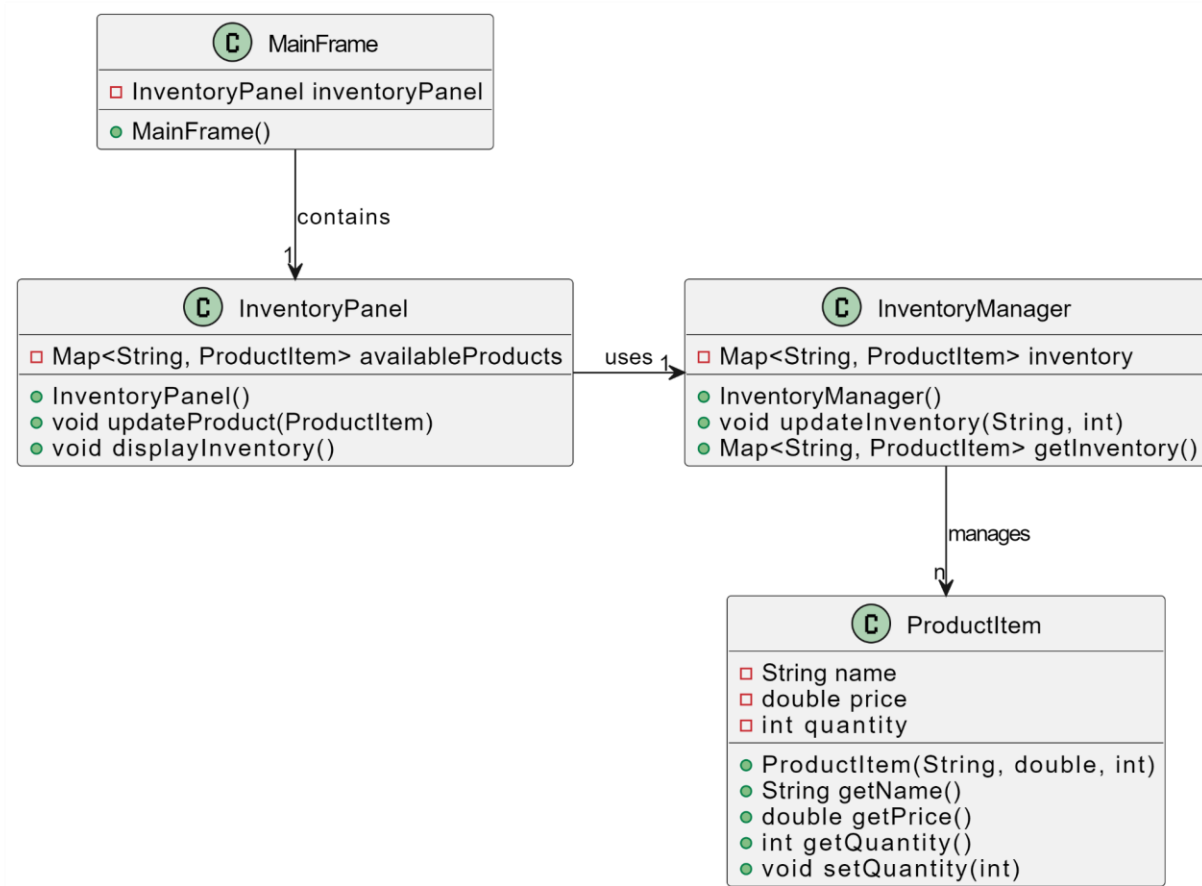 C MainFrame
InventoryPanel inventoryPanel
MainFrame()
contains
1
C InventoryPanel
Map<String, ProductItem> availableProducts
InventoryPanel()
void updateProduct(ProductItem)
void displayInventory()
uses 1
C InventoryManager
Map<String, ProductItem> inventory
InventoryManager()
void updateInventory(String, int)
Map<String, ProductItem> getInventory()
manages
n
C ProductItem
String name
double price
int quantity
ProductItem(String, double, int)
String getName()
double getPrice()
int getQuantity()
void setQuantity(int)